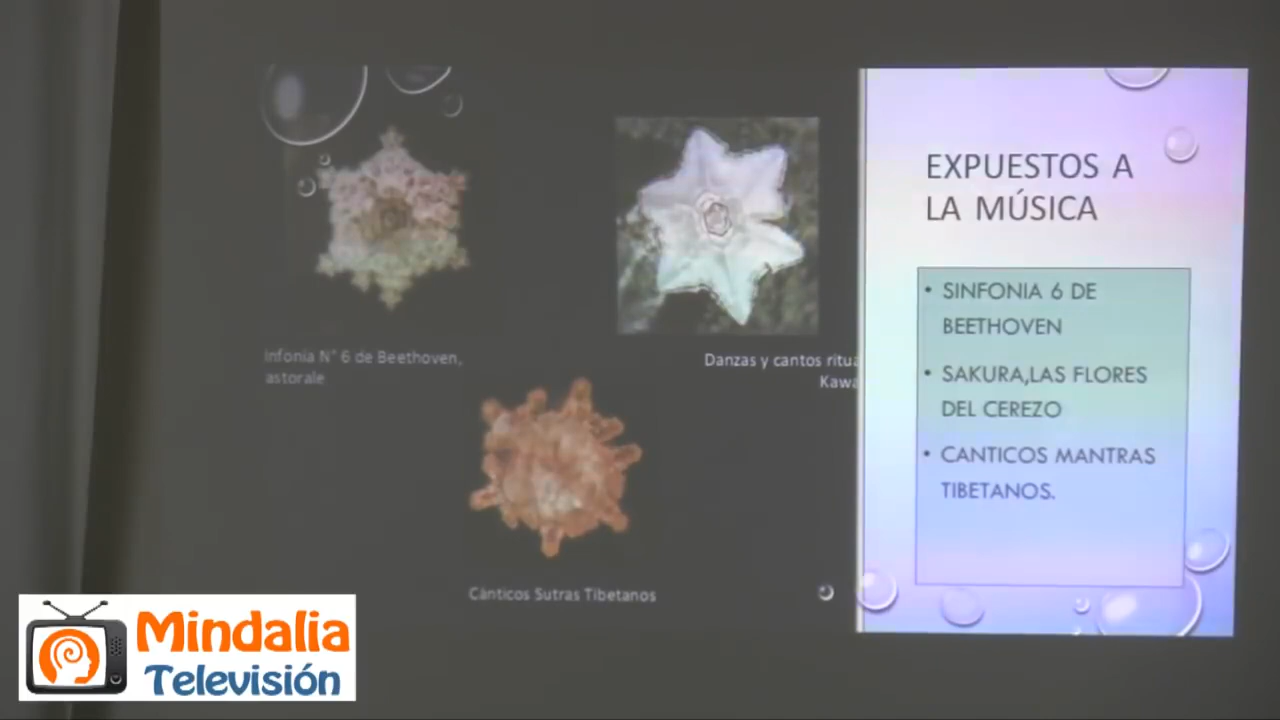 EXPUESTOS A
LA MÚSICA
• SINFONIA 6 DE
BEETHOVEN
• SAKURA,LAS FLORES
DEL CEREZO
• CANTICOS MANTRAS
TIBETANOS.
infonía N° 6 de Beethoven,
astorale
Danzas y cantos ritua
Kawa
Cánticos Sutras Tibetanos
Mindalia
Televisión